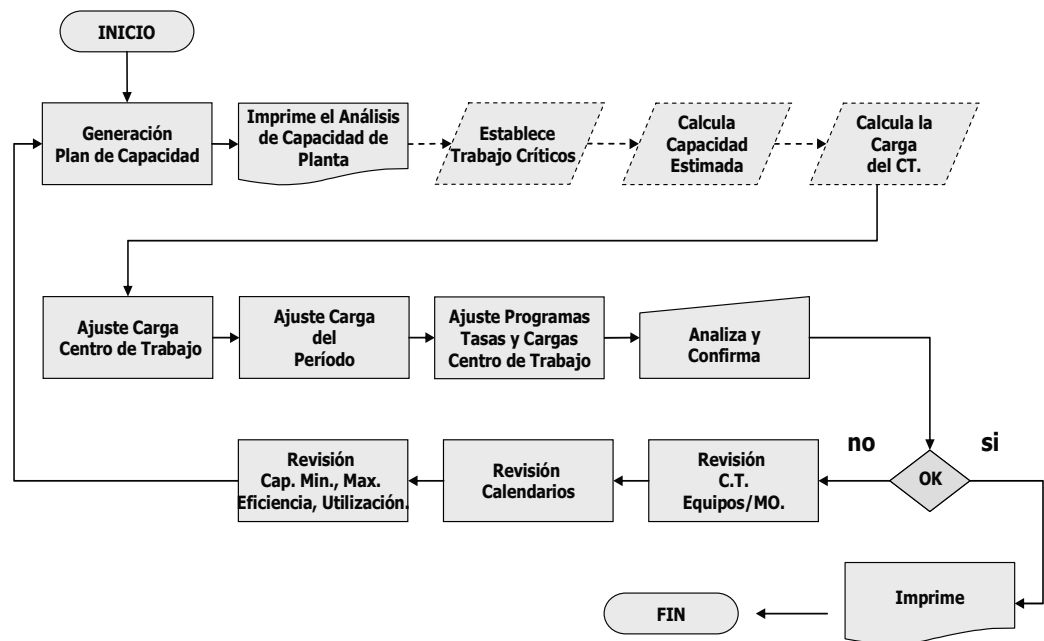 INICIO
Generación
Plan de Capacidad
Imprime el Análisis
de Capacidad de
Planta
Establece
Trabajo Críticos
Calcula
Capacidad
Estimada
Calcula la
Carga
del CT.
Ajuste Carga
Centro de Trabajo
Ajuste Carga
del
Período
Ajuste Programas
Tasas y Cargas
Centro de Trabajo
Analiza y
Confirma
no
si
OK
Revisión
Cap. Min., Max.
Eficiencia, Utilización.
Revisión
Calendarios
Revisión
C.T.
Equipos/MO.
Imprime
FIN